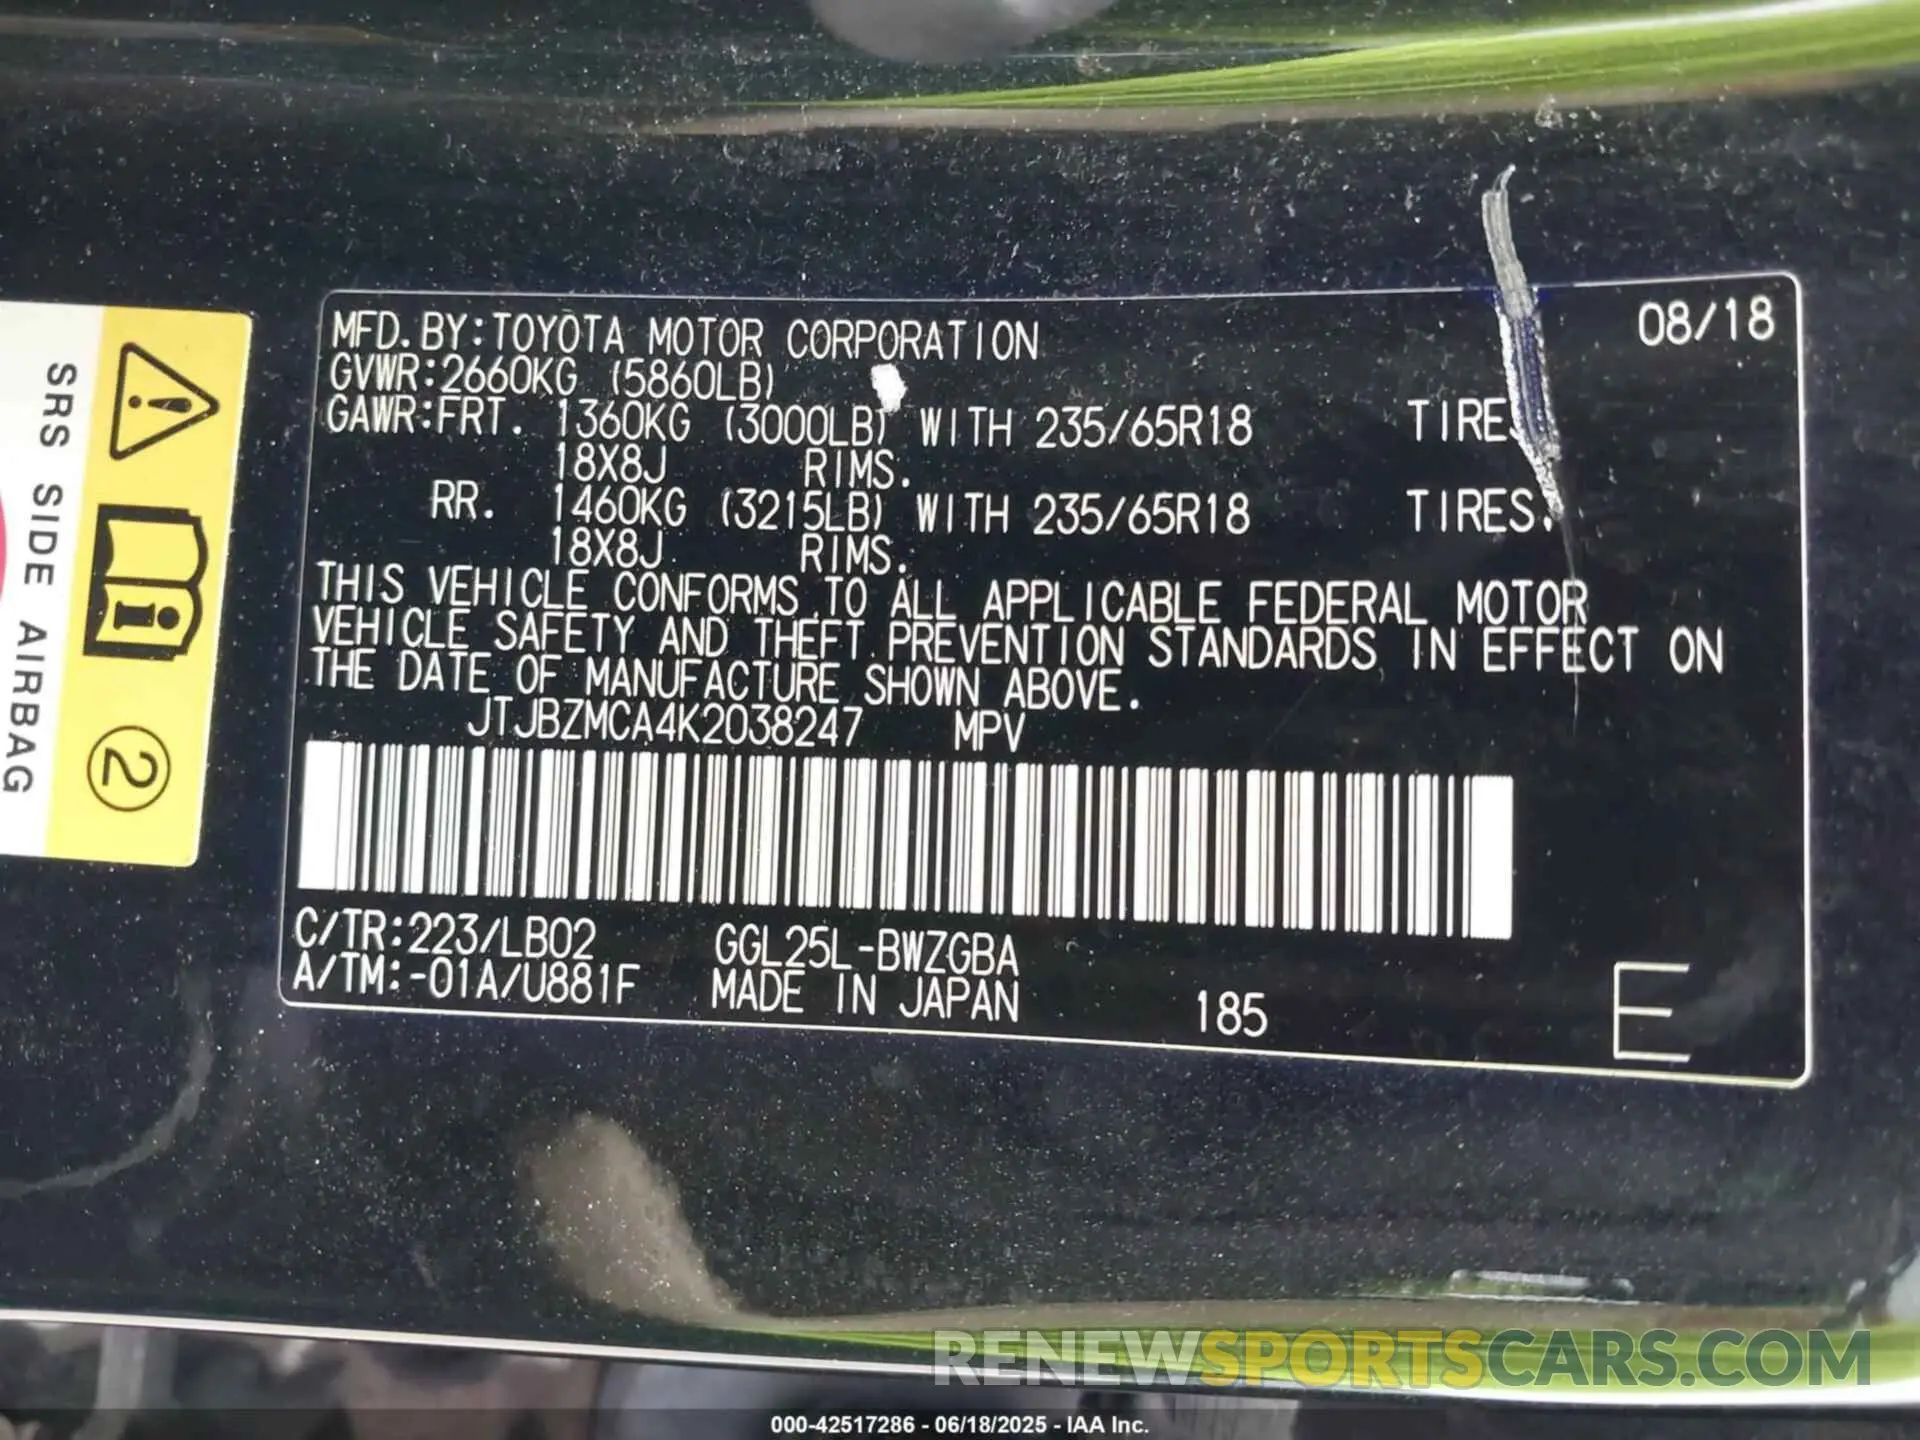 MFD. BY:TOYOTA MOTOR CORPORATION 08/18
GVWR:2660KG (5860LB)
GAWR:FRT. 1360KG (3000LB) WITH 235/65R18 TIRES
18X8J RIMS.
RR. 1460KG (3215LB) WITH 235/65R18 TIRES.
18X8J RIMS.
THIS VEHICLE CONFORMS TO ALL APPLICABLE FEDERAL MOTOR
VEHICLE SAFETY AND THEFT PREVENTION STANDARDS IN EFFECT ON
THE DATE OF MANUFACTURE SHOWN ABOVE.
JTJBZMCA4K2038247 MPV
C/TR:223/LB02 GGL25L-BWZGBA
A/TM:-01A/U881F MADE IN JAPAN 185 E
SRS SIDE AIRBAG
2
RENEWSPORTSCARS.COM
000-42517286 - 06/18/2025 - IAA Inc.